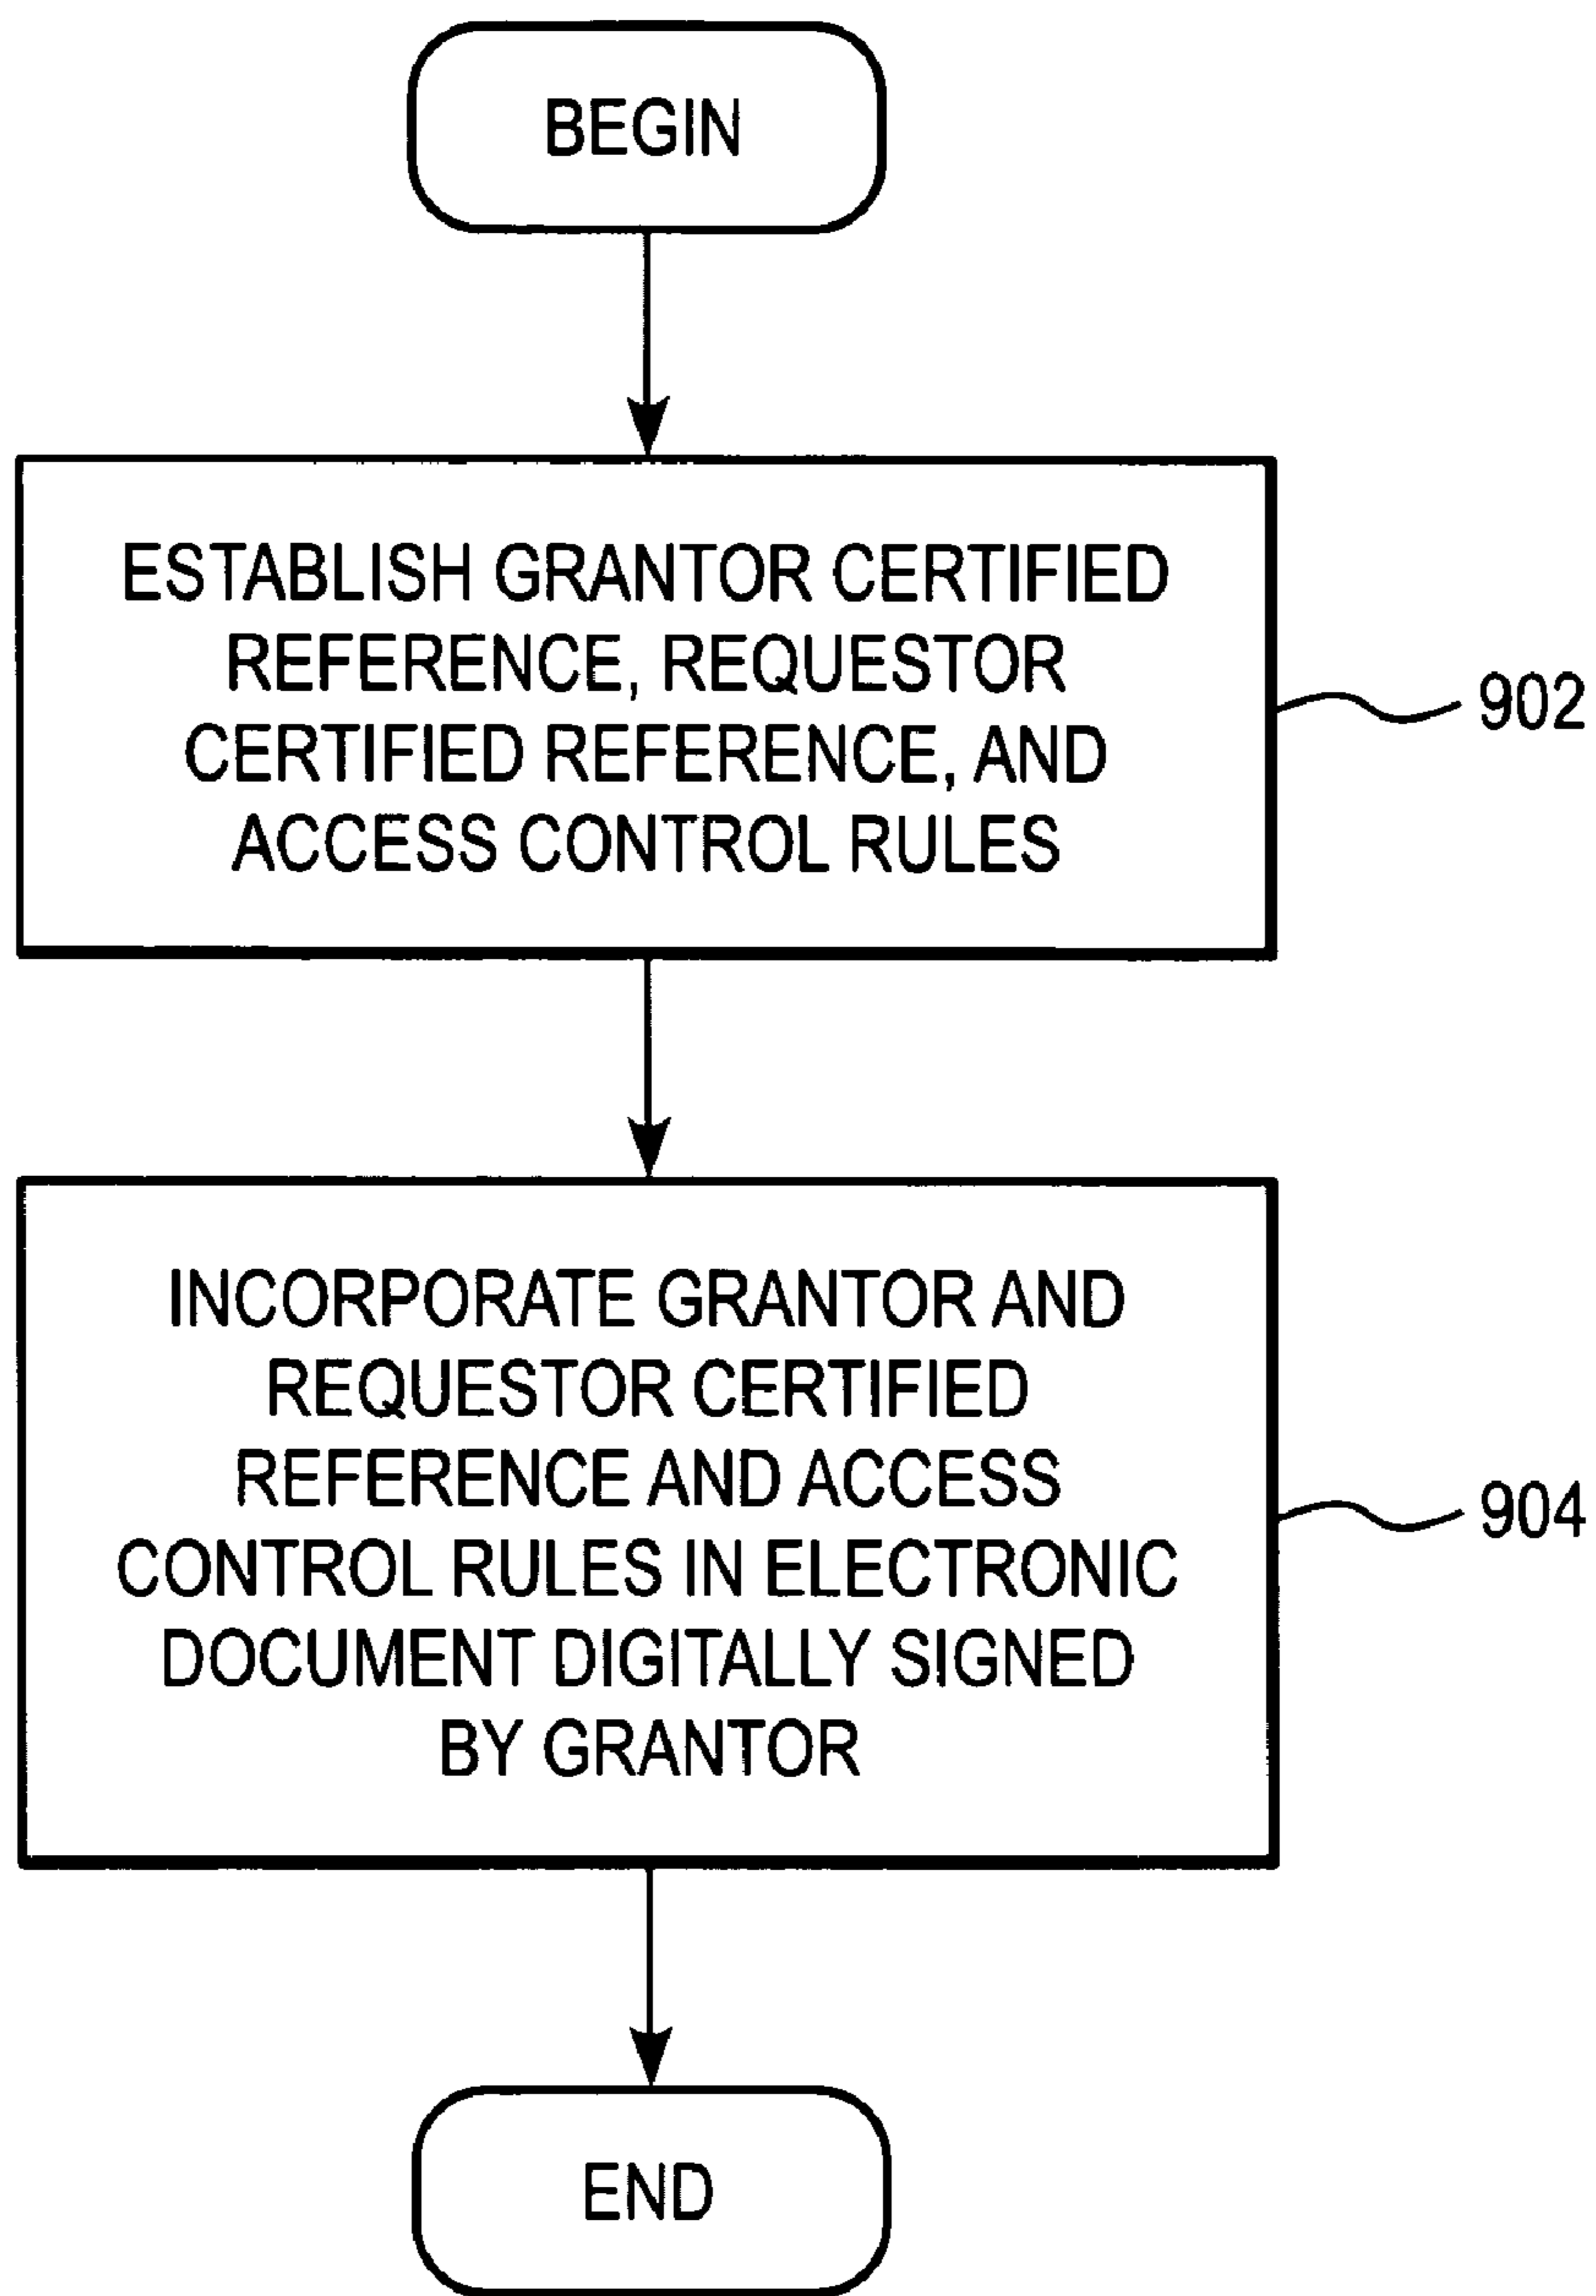 BEGIN
ESTABLISH GRANTOR CERTIFIED
REFERENCE, REQUESTOR
CERTIFIED REFERENCE, AND
ACCESS CONTROL RULES
902
INCORPORATE GRANTOR AND
REQUESTOR CERTIFIED
REFERENCE AND ACCESS
CONTROL RULES IN ELECTRONIC
DOCUMENT DIGITALLY SIGNED
BY GRANTOR
904
END